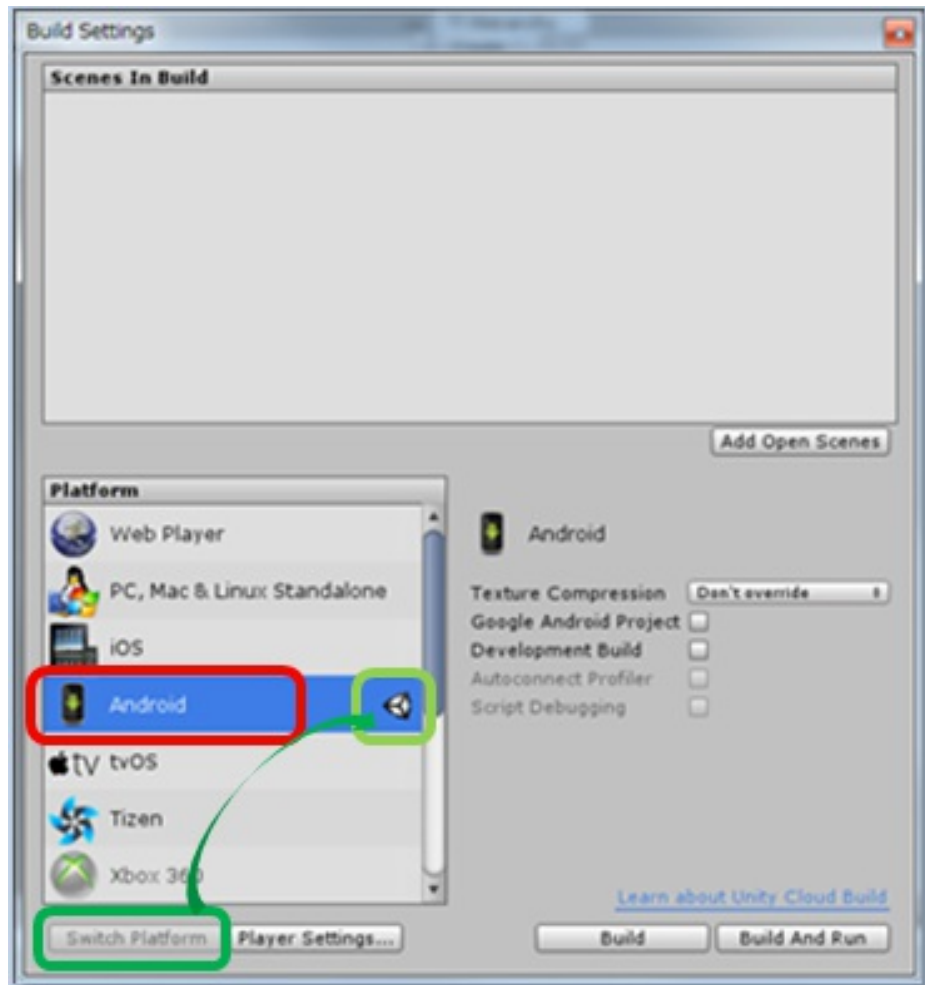 Build Settings
Scenes In Build
Add Open Scenes
Platform
Web Player
PC, Mac & Linux Standalone
iOS
Android
tv tvOS
Tizen
Xbox 360
Switch Platform
Player Settings...
Android
Texture Compression Don't override
Google Android Project
Development Build
Autoconnect Profiler
Script Debugging
Learn about Unity Cloud Build
Build
Build And Run